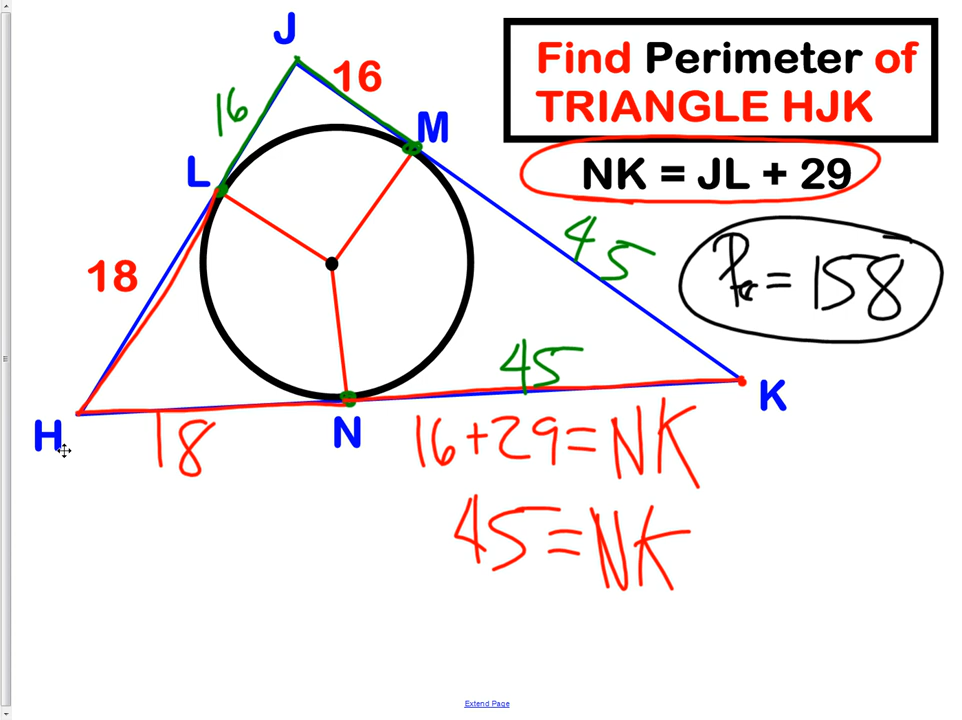 J
Find Perimeter of
TRIANGLE HJK
16
16
M
NK = JL + 29
L
45
18
= 158
45
K
H
N
18
16+29=NK
45=NK
Extend Page